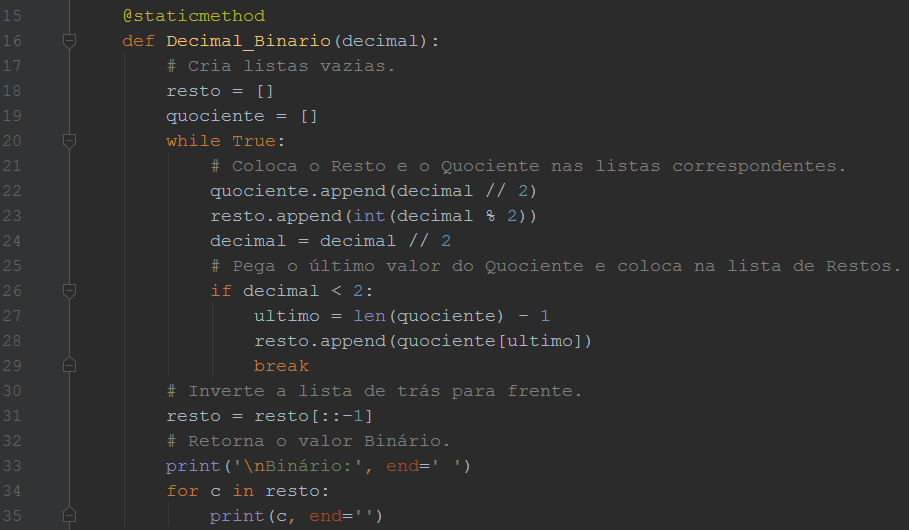 15 @staticmethod
16 def Decimal_Binario(decimal):
17 # Cria listas vazias.
18 resto = []
19 quociente = []
20 while True:
21 # Coloca o Resto e o Quociente nas listas correspondentes.
22 quociente.append(decimal // 2)
23 resto.append(int(decimal % 2))
24 decimal = decimal // 2
25 # Pega o último valor do Quociente e coloca na lista de Restos.
26 if decimal < 2:
27 ultimo = len(quociente) - 1
28 resto.append(quociente[ultimo])
29 break
30 # Inverte a lista de trás para frente.
31 resto = resto[::-1]
32 # Retorna o valor Binário.
33 print('\nBinário:', end=' ')
34 for c in resto:
35 print(c, end='')